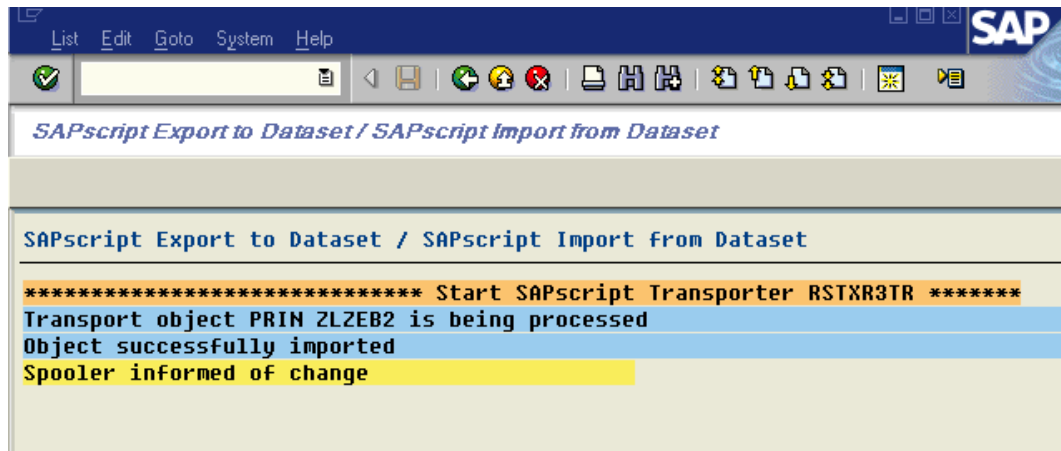 List Edit Goto System Help
SAP
SAPscript Export to Dataset / SAPscript Import from Dataset
SAPscript Export to Dataset / SAPscript Import from Dataset
****************************** Start SAPscript Transporter RSTXR3TR *******
Transport object PRIN ZLZEB2 is being processed
Object successfully imported
Spooler informed of change